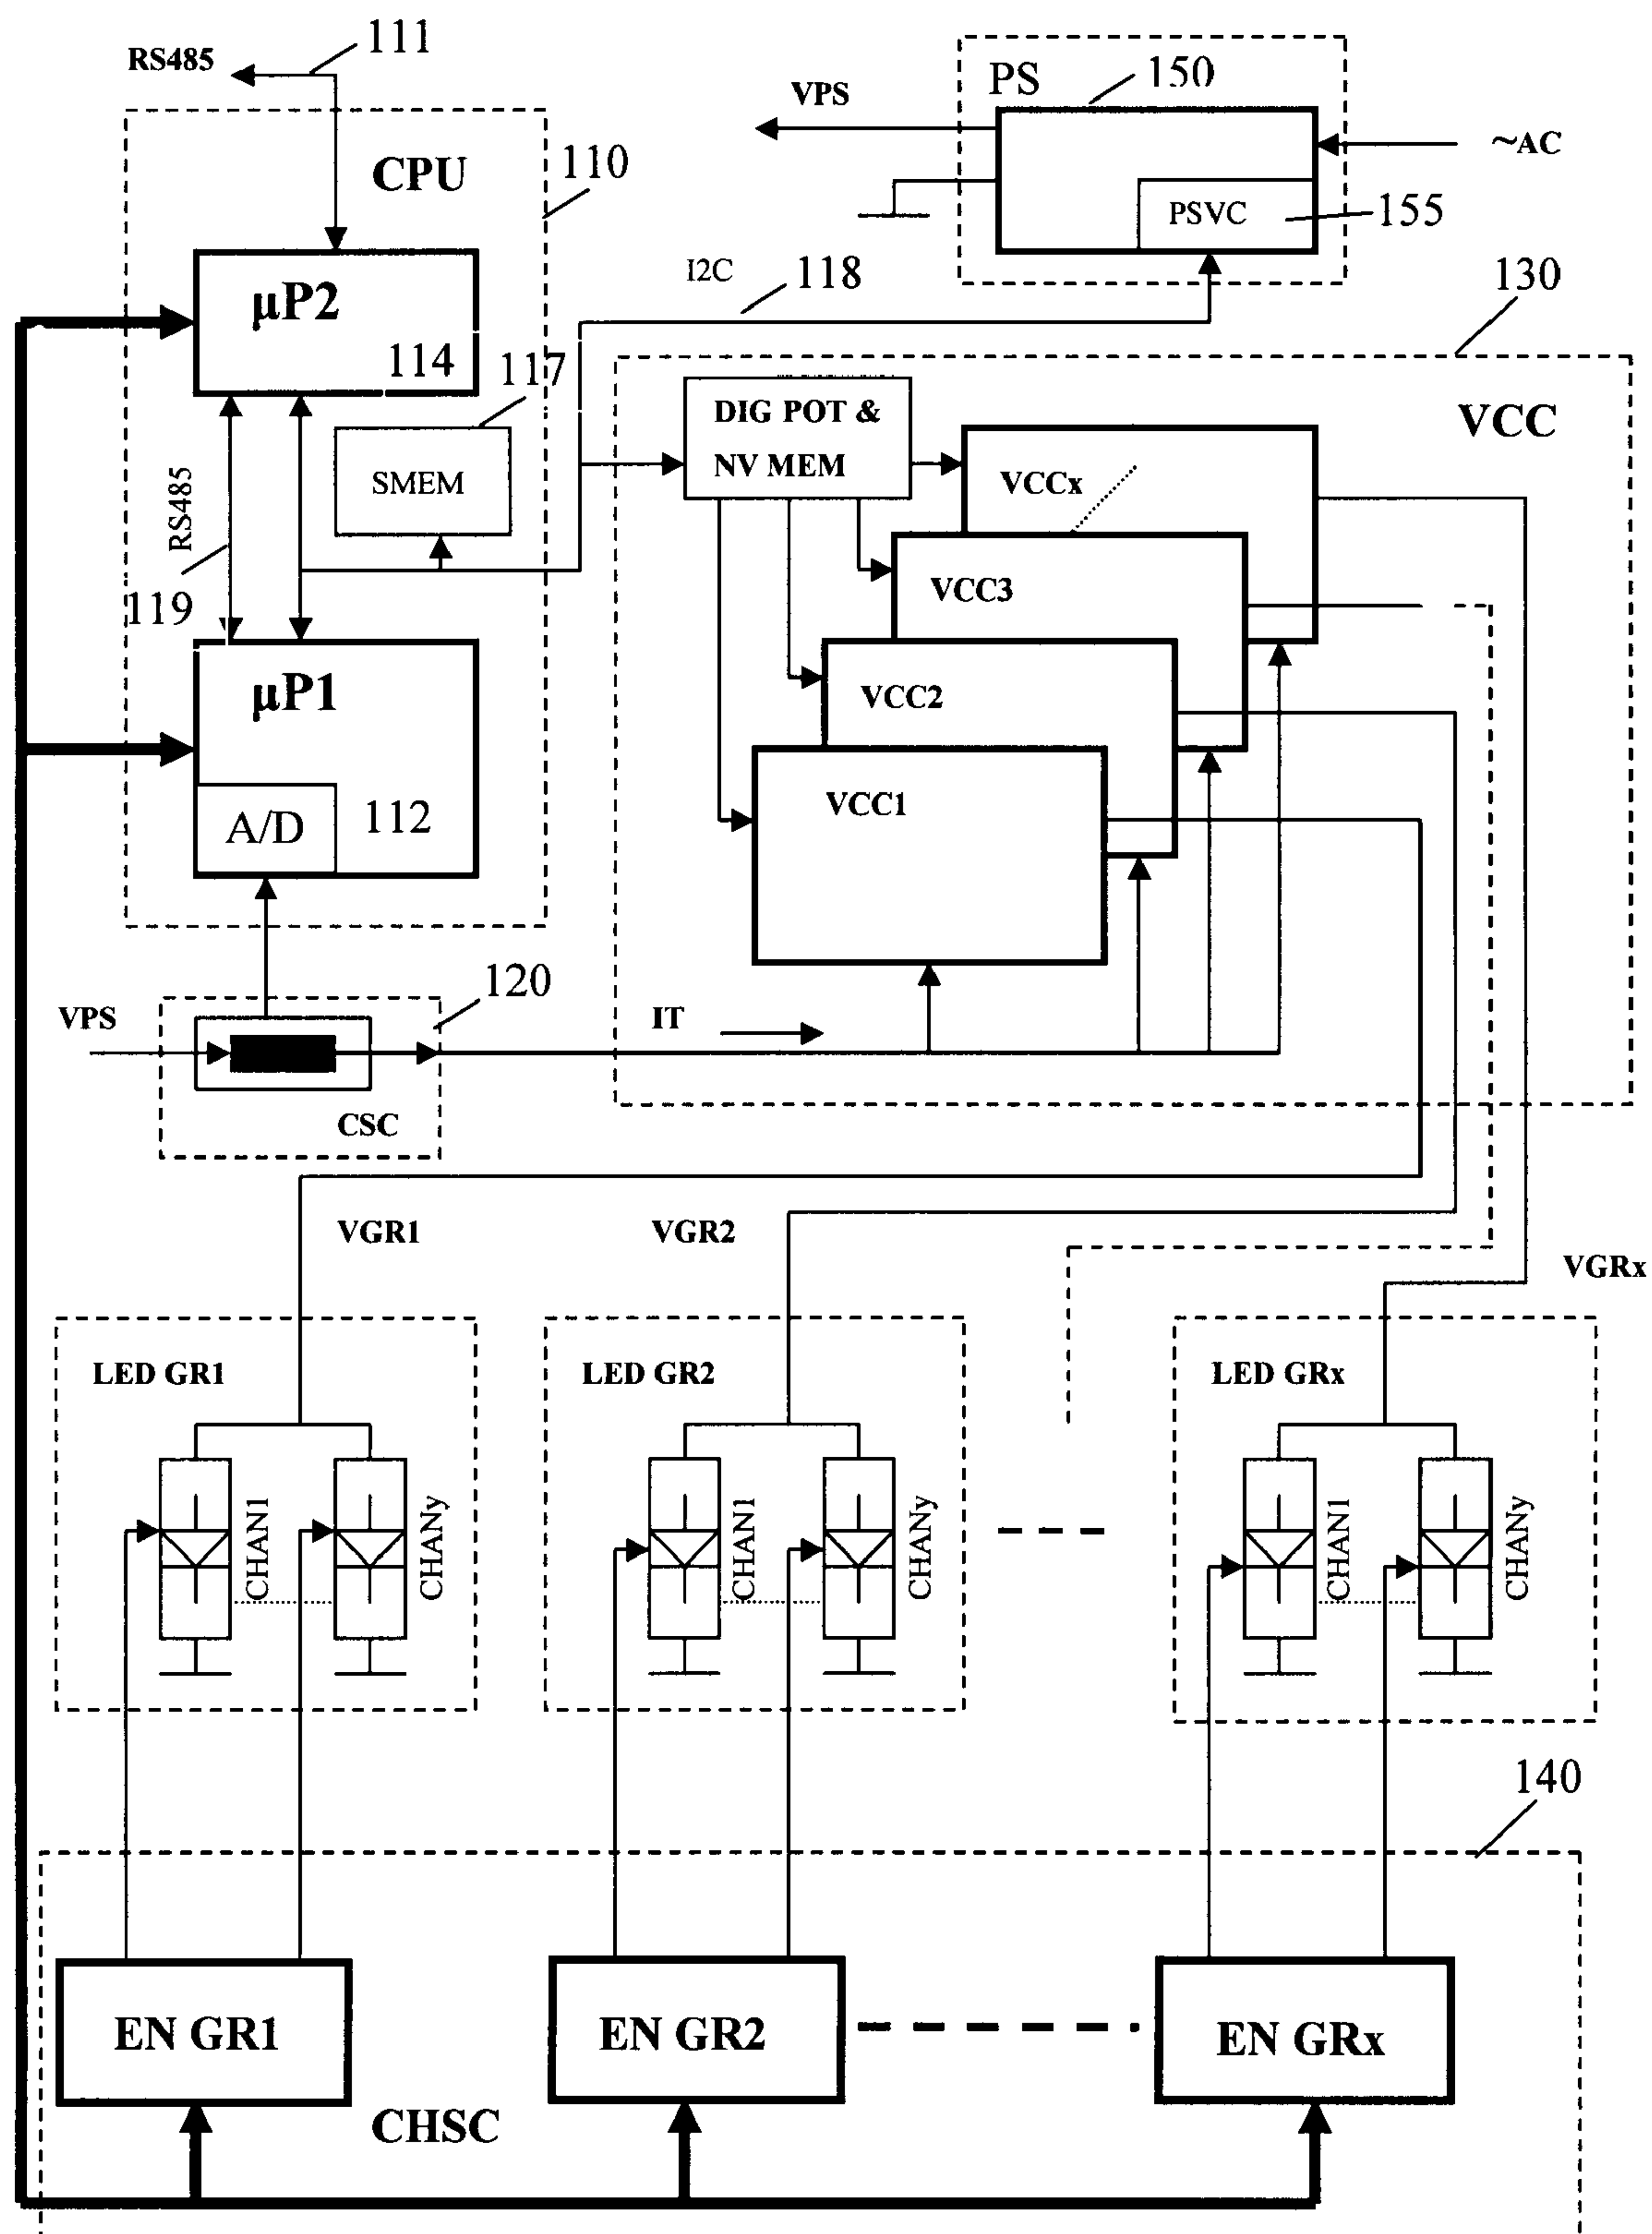 RS485
111
CPU
110
µP2
114
117
SMEM
RS485
119
µP1
A/D
112
VPS
120
CSC
PS
150
VPS
~AC
PSVC
155
I2C
118
130
VCC
DIG POT &
NV MEM
VCCx
VCC3
VCC2
VCC1
IT
VGR1
VGR2
VGRx
LED GR1
CHAN1
CHANy
LED GR2
CHAN1
CHANy
LED GRx
CHAN1
CHANy
140
EN GR1
EN GR2
EN GRx
CHSC